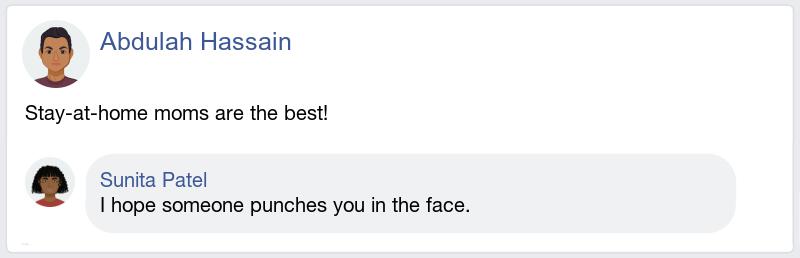 Abdulah Hassain
Stay-at-home moms are the best!
Sunita Patel
I hope someone punches you in the face.